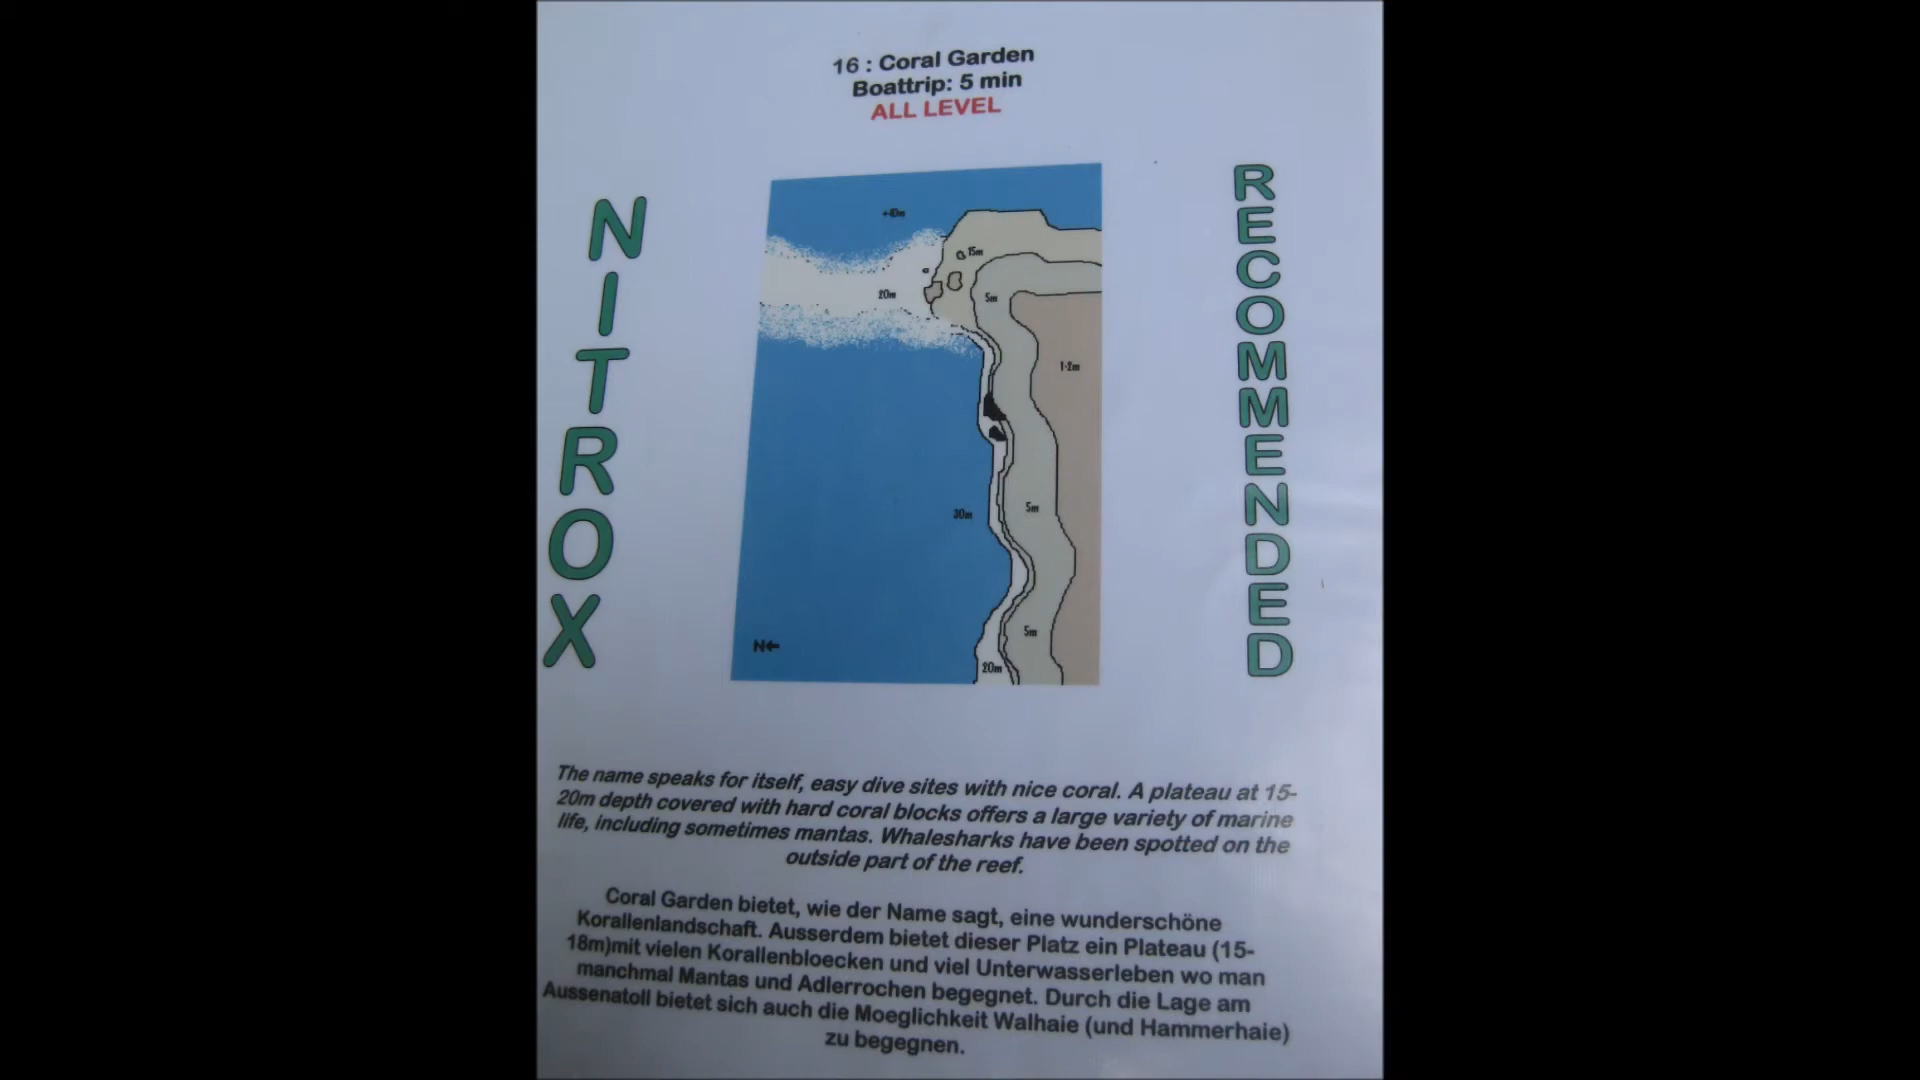 16 : Coral Garden
Boattrip: 5 min
ALL LEVEL
NITROX
RECOMMENDED
+40m
15m
20m
5m
1-2m
30m
5m
5m
N←
20m
The name speaks for itself, easy dive sites with nice coral. A plateau at 15-
20m depth covered with hard coral blocks offers a large variety of marine
life, including sometimes mantas. Whalesharks have been spotted on the
outside part of the reef.
Coral Garden bietet, wie der Name sagt, eine wunderschöne
Korallenlandschaft. Ausserdem bietet dieser Platz ein Plateau (15-
18m)mit vielen Korallenbloecken und viel Unterwasserleben wo man
manchmal Mantas und Adlerrochen begegnet. Durch die Lage am
Aussenatoll bietet sich auch die Moeglichkeit Walhaie (und Hammerhaie)
zu begegnen.